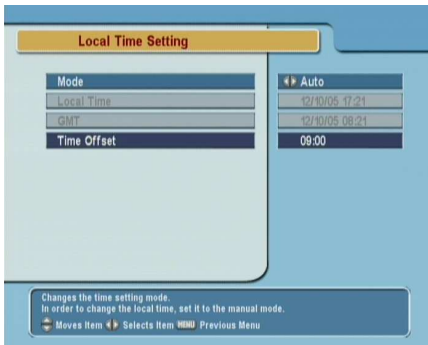 Local Time Setting
Mode Auto
Local Time 12/10/05 17:21
GMT 12/10/05 08:21
Time Offset 09:00
Changes the time setting mode.
In order to change the local time, set it to the manual mode.
Moves Item Selects Item MENU Previous Menu